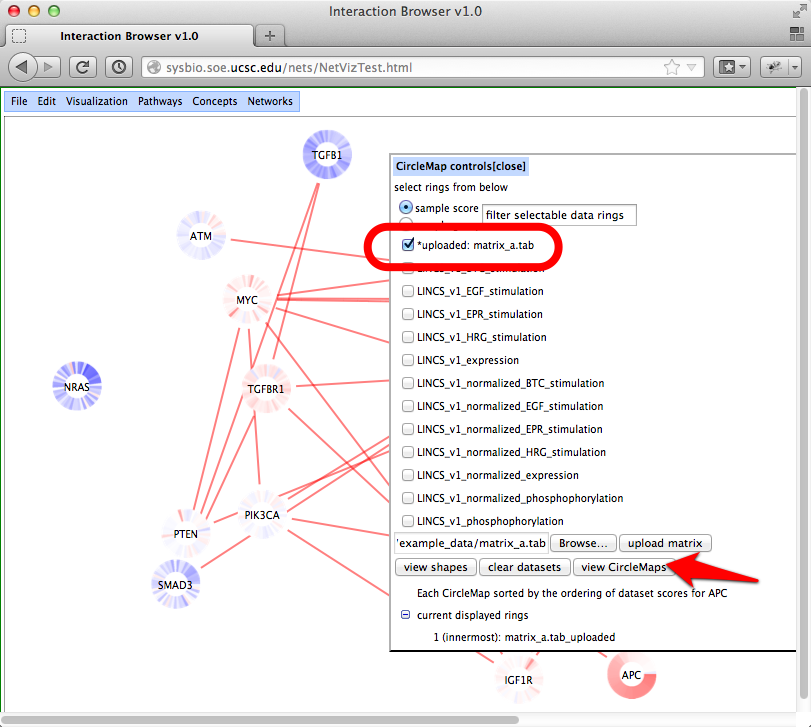 Interaction Browser v1.0
Interaction Browser v1.0
sysbio.soe.ucsc.edu/nets/NetVizTest.html
File Edit Visualization Pathways Concepts Networks
TGFB1
ATM
MYC
NRAS
TGFBR1
PIK3CA
PTEN
SMAD3
CircleMap controls[close]
select rings from below
sample score
filter selectable data rings
*uploaded: matrix_a.tab
LINCS_v1_EGF_stimulation
LINCS_v1_EPR_stimulation
LINCS_v1_HRG_stimulation
LINCS_v1_expression
LINCS_v1_normalized_BTC_stimulation
LINCS_v1_normalized_EGF_stimulation
LINCS_v1_normalized_EPR_stimulation
LINCS_v1_normalized_HRG_stimulation
LINCS_v1_normalized_expression
LINCS_v1_normalized_phosphophorylation
LINCS_v1_phosphorylation
'example_data/matrix_a.tab Browse... upload matrix
view shapes clear datasets view CircleMaps
Each CircleMap sorted by the ordering of dataset scores for APC
current displayed rings
1 (innermost): matrix_a.tab_uploaded
IGF1R
APC